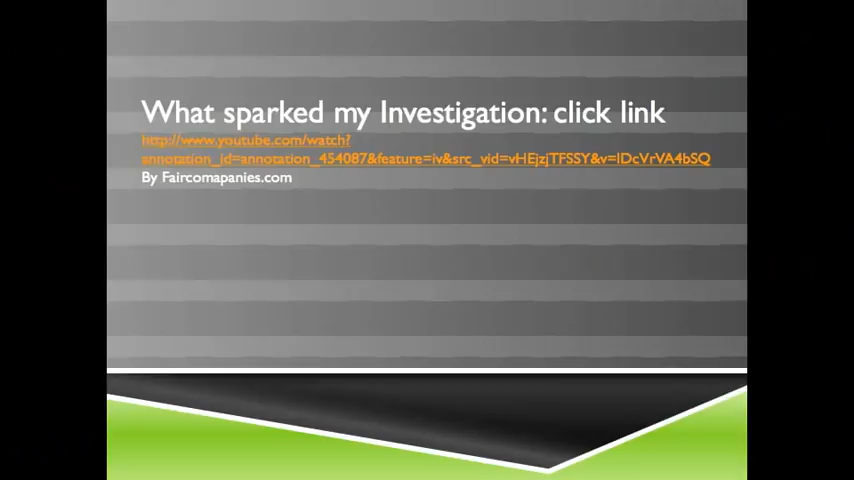 What sparked my Investigation: click link
http://www.youtube.com/watch?
annotation_id=annotation_454087&feature=iv&src_vid=vHEjzjTFSSY&v=lDcVrVA4bSQ
By Faircomapanies.com